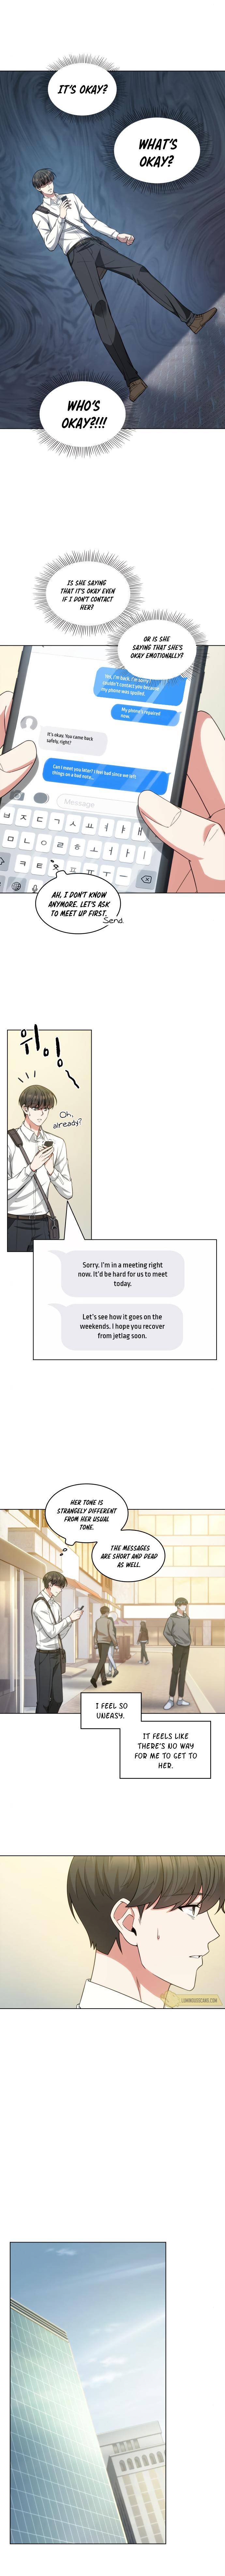 IT'S OKAY?
WHAT'S
OKAY?
WHO'S
OKAY?!!!
IS SHE SAYING
THAT IT'S OKAY EVEN
IF I DON'T CONTACT
HER?
OR IS SHE
SAYING THAT SHE'S
OKAY EMOTIONALLY?
Yes, I'm back. I'm sorry I
couldn't contact you because
my phone was spoiled.
My phone's repaired
now.
It's okay. You came back
safely, right?
Can I meet you later? I feel bad since we left
things on a bad note...
Message
ㅂ ㅈ ㄷ ㄱ ㅅ ㅛ ㅕ ㅑ ㅐ
ㄴ ㅇ ㄹ ㅎ ㅗ ㅓ ㅏ ㅣ
ㅋ ㅌ ㅊ ㅍ ㅠ ㅜ ㅡ
AH, I DON'T KNOW
ANYMORE. LET'S ASK
TO MEET UP FIRST.
Send.
위잉
Oh,
already?
Sorry. I'm in a meeting right
now. It'd be hard for us to meet
today.
Let's see how it goes on the
weekends. I hope you recover
from jetlag soon.
HER TONE IS
STRANGELY DIFFERENT
FROM HER USUAL
TONE.
THE MESSAGES
ARE SHORT AND DEAD
AS WELL.
I FEEL SO
UNEASY.
IT FEELS LIKE
THERE'S NO WAY
FOR ME TO GET TO
HER.